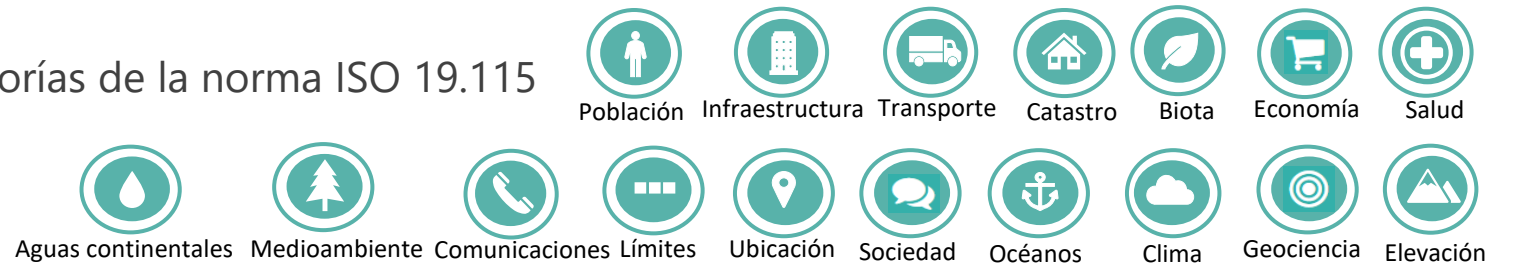 orías de la norma ISO 19.115
Población Infraestructura Transporte Catastro Biota Economía Salud
Aguas continentales Medioambiente Comunicaciones Límites Ubicación Sociedad Océanos Clima Geociencia Elevación